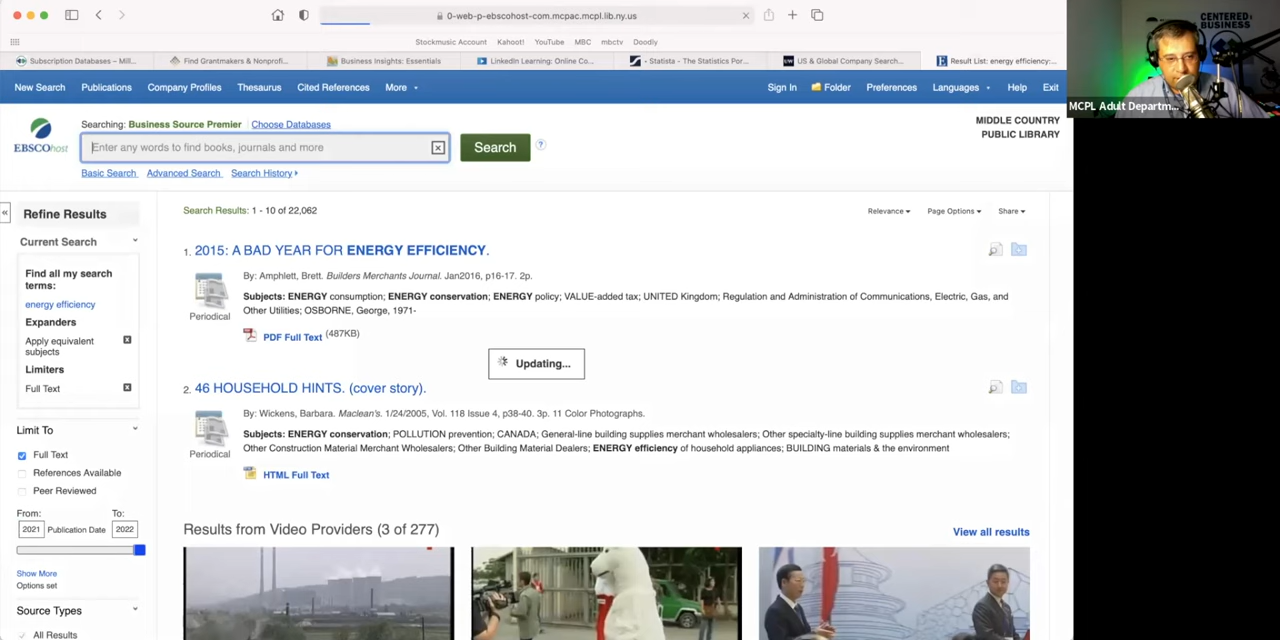 0-web-p-ebscohost-com.mcpac.mcpl.lib.ny.us
Stockmusic Account Kahoot! YouTube MBC mbctv Doodly
Subscription Databases – Mill...
Find Grantmakers & Nonprofi...
Business Insights: Essentials
LinkedIn Learning: Online Co...
- Statista - The Statistics Por...
US & Global Company Search...
Result List: energy efficiency:...
CENTERED
BUSINESS
MCPL Adult Departm...
New Search Publications Company Profiles Thesaurus Cited References More
Sign In Folder Preferences Languages Help Exit
Searching: Business Source Premier Choose Databases
MIDDLE COUNTRY
PUBLIC LIBRARY
EBSCOhost
Enter any words to find books, journals and more
Search
?
Basic Search Advanced Search Search History
«
Refine Results
Current Search
Find all my search
terms:
energy efficiency
Expanders
Apply equivalent
subjects
Limiters
Full Text
Limit To
Full Text
References Available
Peer Reviewed
From: To:
2021 Publication Date 2022
Show More
Options set
Source Types
All Results
Search Results: 1 - 10 of 22,062
Relevance Page Options Share
1. 2015: A BAD YEAR FOR ENERGY EFFICIENCY.
By: Amphlett, Brett. Builders Merchants Journal. Jan2016, p16-17. 2p.
Subjects: ENERGY consumption; ENERGY conservation; ENERGY policy; VALUE-added tax; UNITED Kingdom; Regulation and Administration of Communications, Electric, Gas, and
Other Utilities; OSBORNE, George, 1971-
Periodical
PDF Full Text (487KB)
Updating...
2. 46 HOUSEHOLD HINTS. (cover story).
By: Wickens, Barbara. Maclean's. 1/24/2005, Vol. 118 Issue 4, p38-40. 3p. 11 Color Photographs.
Subjects: ENERGY conservation; POLLUTION prevention; CANADA; General-line building supplies merchant wholesalers; Other specialty-line building supplies merchant wholesalers;
Other Construction Material Merchant Wholesalers; Other Building Material Dealers; ENERGY efficiency of household appliances; BUILDING materials & the environment
Periodical
HTML Full Text
Results from Video Providers (3 of 277)
View all results